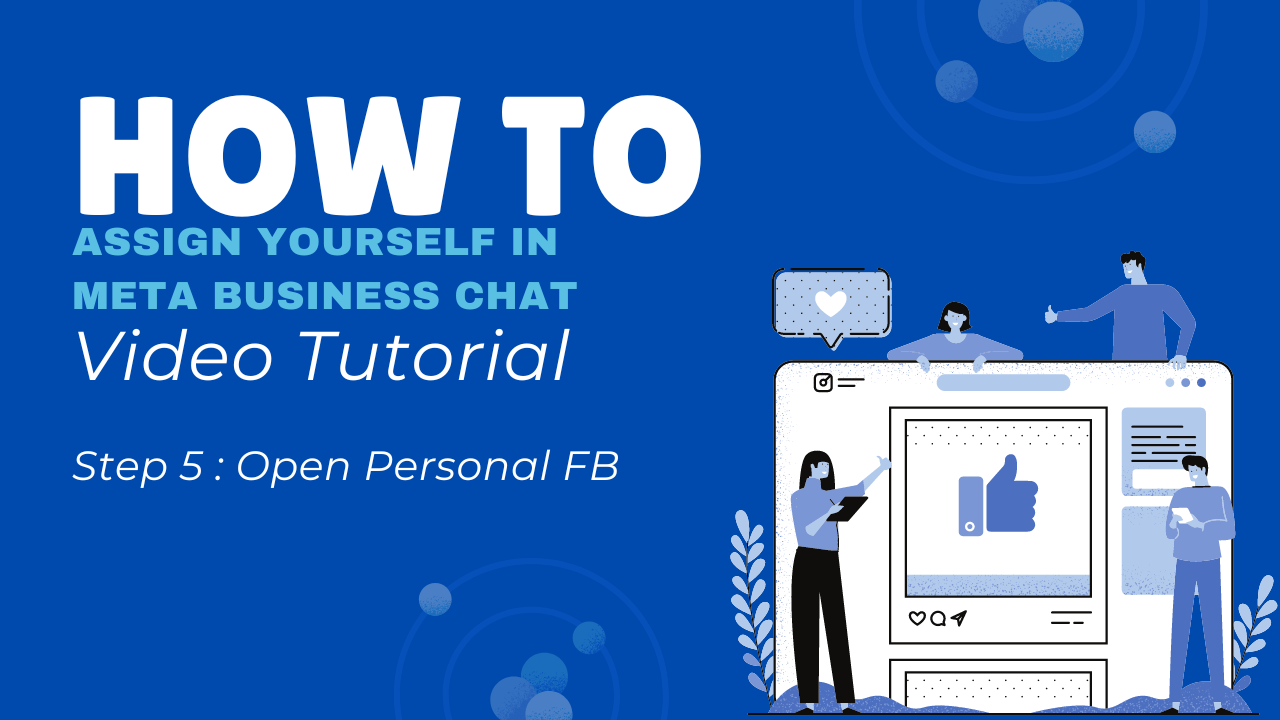 HOW TO
ASSIGN YOURSELF IN
META BUSINESS CHAT
Video Tutorial
Step 5 : Open Personal FB